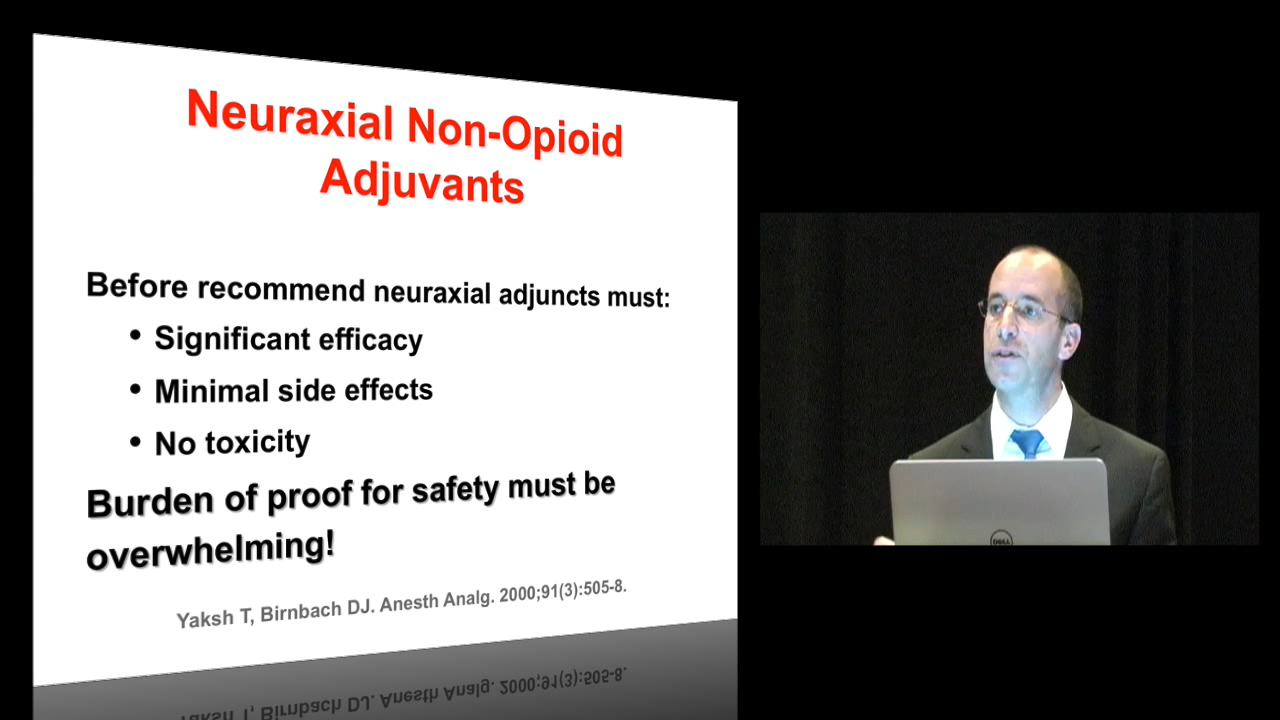 Neuraxial Non-Opioid
Adjuvants
Before recommend neuraxial adjuncts must:
• Significant efficacy
• Minimal side effects
• No toxicity
Burden of proof for safety must be
overwhelming!
Yaksh T, Birnbach DJ. Anesth Analg. 2000;91(3):505-8.
DELL